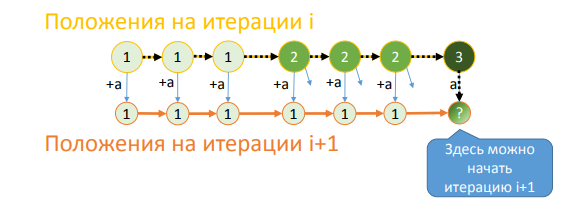 Положения на итерации i
1 1 1 2 2 2 3
+a +a +a +a +a +a a
1 1 1 1 1 1 ?
Положения на итерации i+1
Здесь можно
начать
итерацию i+1